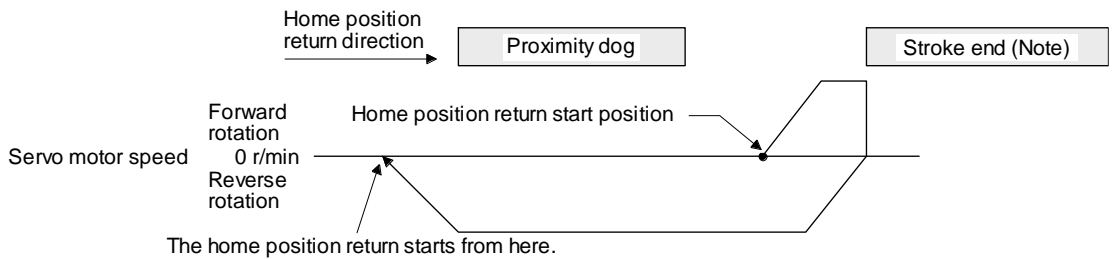 Home position
return direction
Proximity dog
Stroke end (Note)
Forward
rotation
Home position return start position
Servo motor speed 0 r/min
Reverse
rotation
The home position return starts from here.